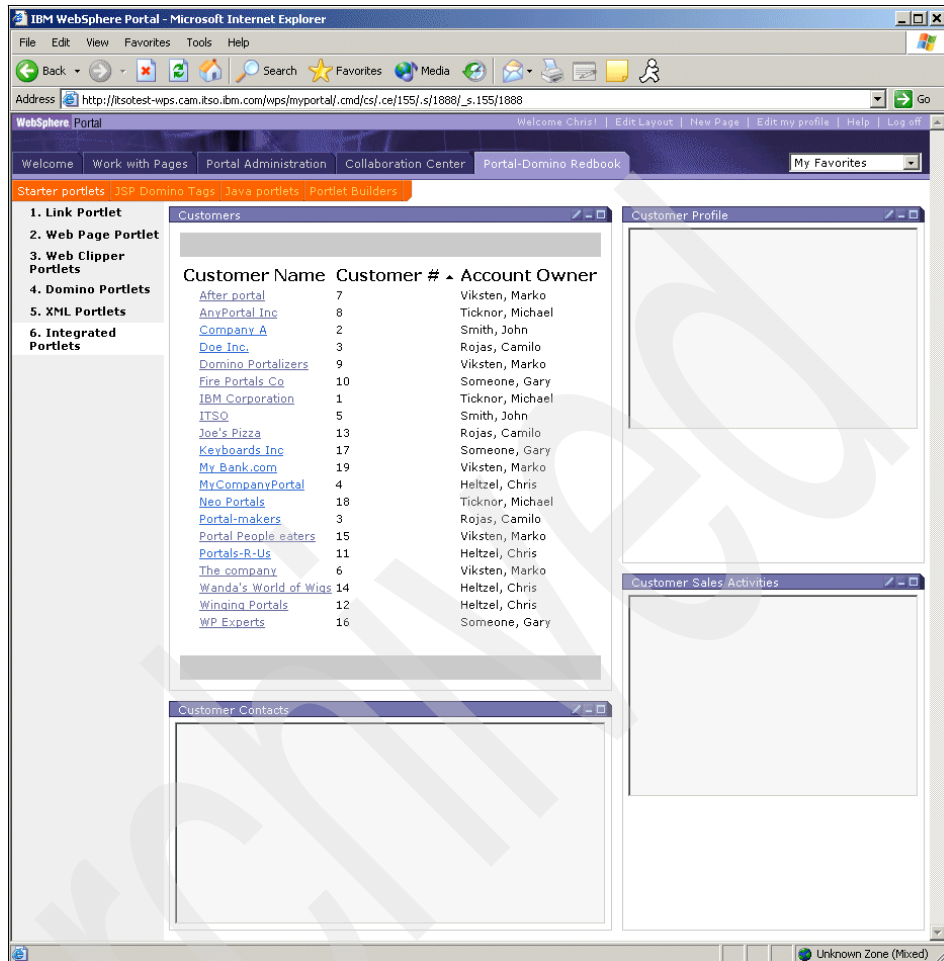 IBM WebSphere Portal - Microsoft Internet Explorer
File Edit View Favorites Tools Help
Back Search Favorites Media
Address http://itsotest-wps.cam.itso.ibm.com/wps/myportal/.cmd/cs/.ce/155/.s/1888/_s.155/1888 Go
WebSphere Portal Welcome Chris! | Edit Layout | New Page | Edit my profile | Help | Log off
Welcome Work with Pages Portal Administration Collaboration Center Portal-Domino Redbook My Favorites
Starter portlets JSP Domino Tags Java portlets Portlet Builders
1. Link Portlet
2. Web Page Portlet
3. Web Clipper
Portlets
4. Domino Portlets
5. XML Portlets
6. Integrated
Portlets
Customers
Customer Name Customer # Account Owner
After portal 7 Viksten, Marko
AnyPortal Inc 8 Ticknor, Michael
Company A 2 Smith, John
Doe Inc. 3 Rojas, Camilo
Domino Portalizers 9 Viksten, Marko
Fire Portals Co 10 Someone, Gary
IBM Corporation 1 Ticknor, Michael
ITSO 5 Smith, John
Joe's Pizza 13 Rojas, Camilo
Keyboards Inc 17 Someone, Gary
My Bank.com 19 Viksten, Marko
MyCompanyPortal 4 Heltzel, Chris
Neo Portals 18 Ticknor, Michael
Portal-makers 3 Rojas, Camilo
Portal People eaters 15 Viksten, Marko
Portals-R-Us 11 Heltzel, Chris
The company 6 Viksten, Marko
Wanda's World of Wigs 14 Heltzel, Chris
Winging Portals 12 Heltzel, Chris
WP Experts 16 Someone, Gary
Customer Profile
Customer Sales Activities
Customer Contacts
Unknown Zone (Mixed)
rchived